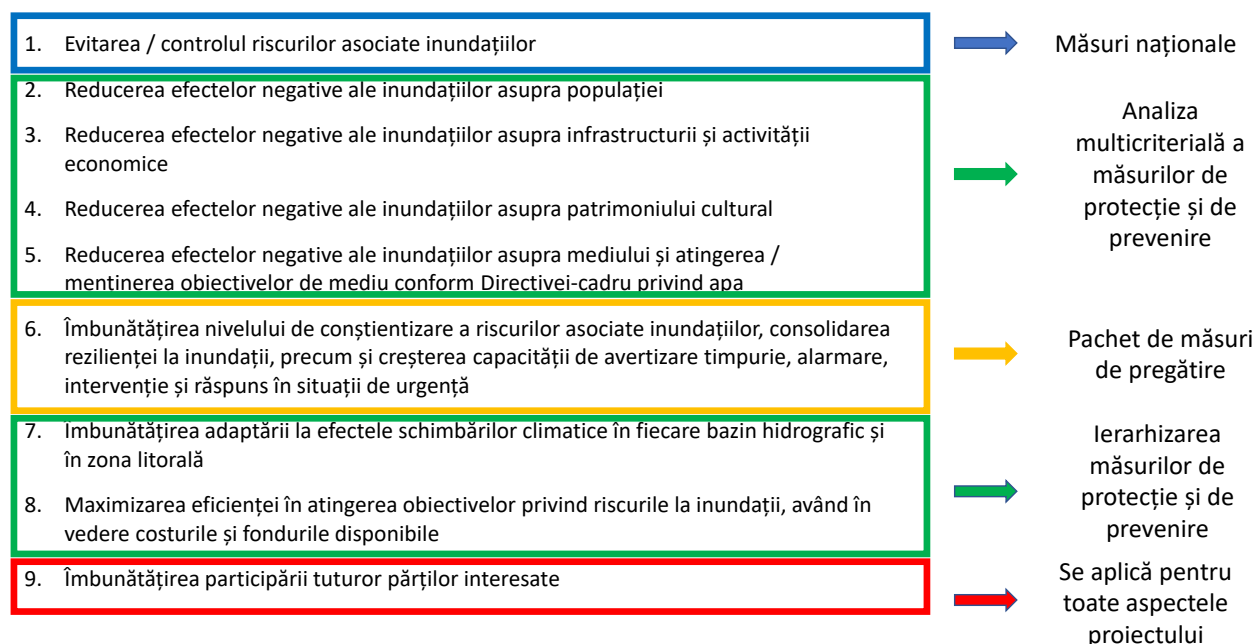 1. Evitarea / controlul riscurilor asociate inundațiilor
Măsuri naționale
2. Reducerea efectelor negative ale inundațiilor asupra populației
3. Reducerea efectelor negative ale inundațiilor asupra infrastructurii și activității
economice
4. Reducerea efectelor negative ale inundațiilor asupra patrimoniului cultural
5. Reducerea efectelor negative ale inundațiilor asupra mediului și atingerea /
mentinerea obiectivelor de mediu conform Directivei-cadru privind apa
Analiza
multicriterială a
măsurilor de
protecție și de
prevenire
6. Îmbunătățirea nivelului de conștientizare a riscurilor asociate inundațiilor, consolidarea
rezilienței la inundații, precum și creșterea capacității de avertizare timpurie, alarmare,
intervenție și răspuns în situații de urgență
Pachet de măsuri
de pregătire
7. Îmbunătățirea adaptării la efectele schimbărilor climatice în fiecare bazin hidrografic și
în zona litorală
8. Maximizarea eficienței în atingerea obiectivelor privind riscurile la inundații, având în
vedere costurile și fondurile disponibile
Ierarhizarea
măsurilor de
protecție și de
prevenire
9. Îmbunătățirea participării tuturor părților interesate
Se aplică pentru
toate aspectele
proiectului